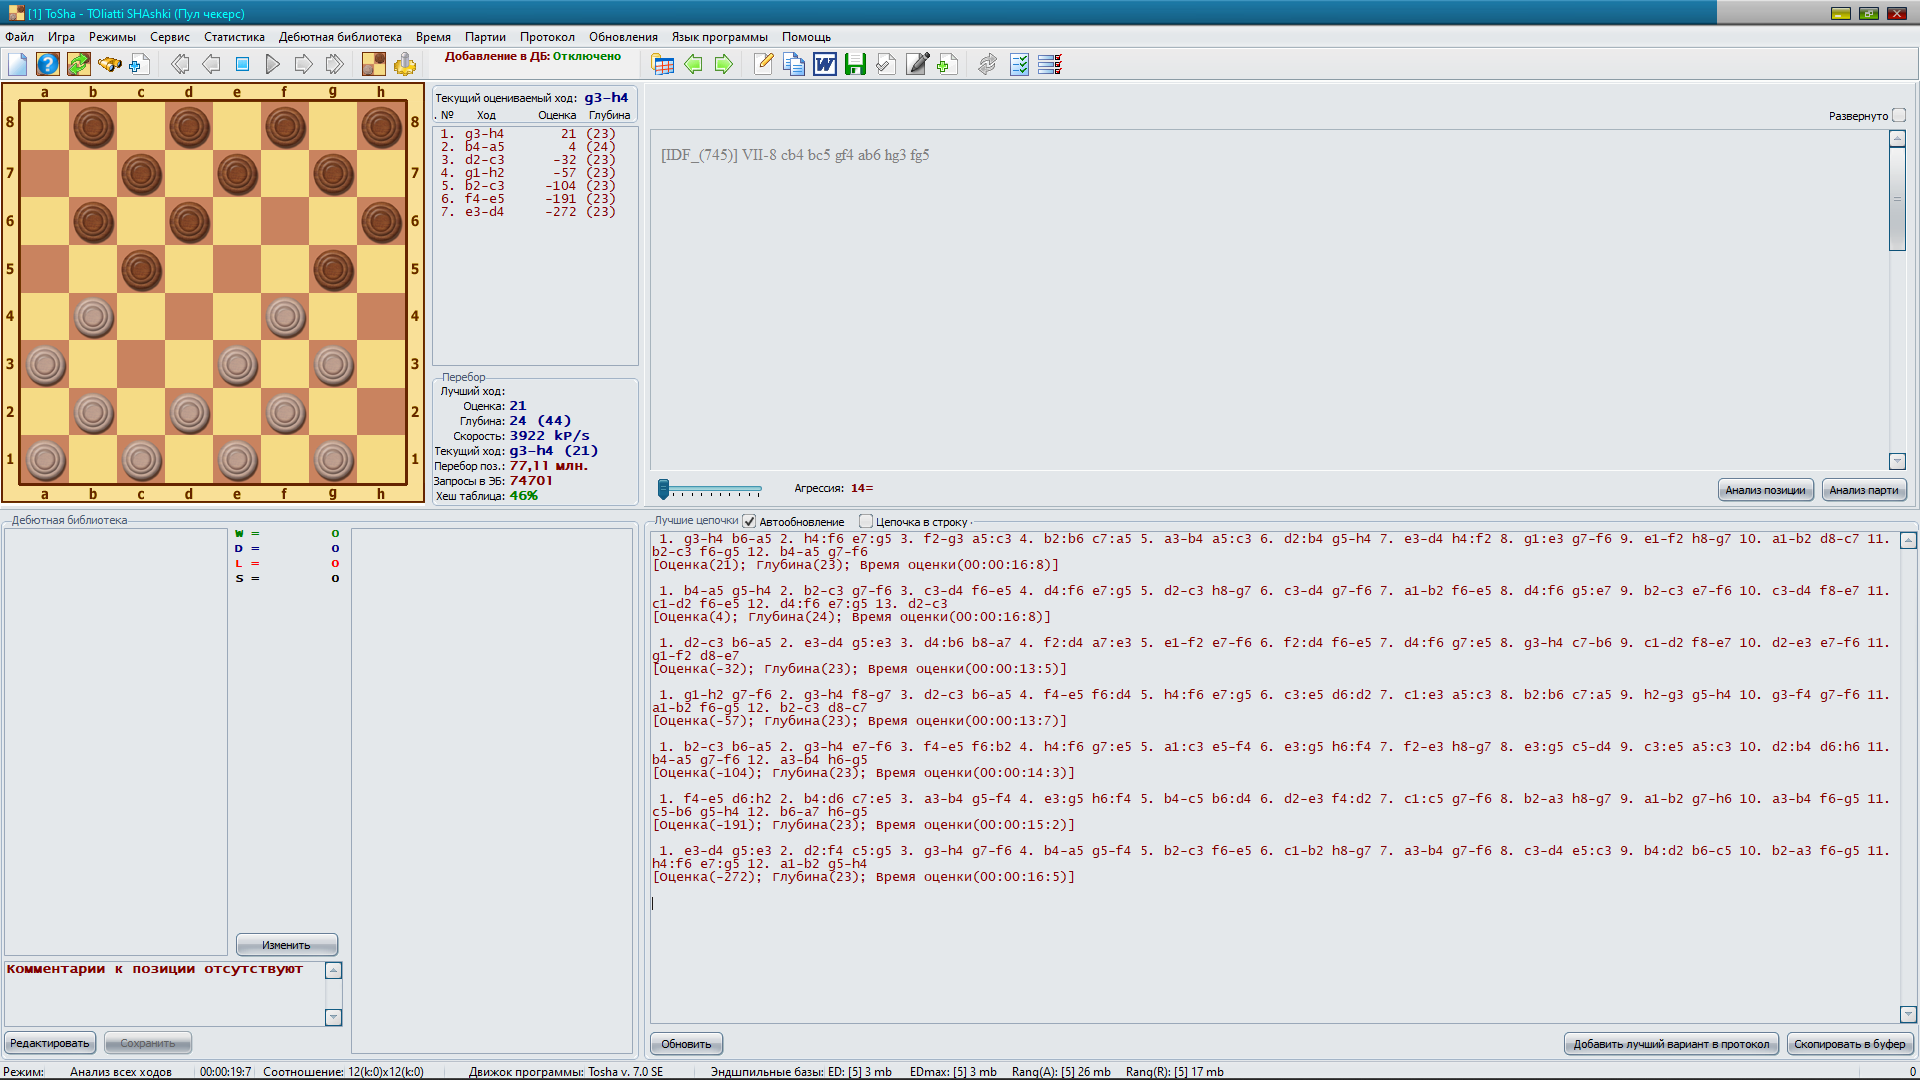 [1] ToSha - TOliatti SHAshki (Пул чекерс)
Файл Игра Режимы Сервис Статистика Дебютная библиотека Время Партии Протокол Обновления Язык программы Помощь
Добавление в ДБ: Отключено
a b c d e f g h
8 8
7 7
6 6
5 5
4 4
3 3
2 2
1 1
a b c d e f g h
Текущий оцениваемый ход: g3-h4
. № Ход Оценка Глубина
1. g3-h4 21 (23)
2. b4-a5 4 (24)
3. d2-c3 -32 (23)
4. g1-h2 -57 (23)
5. b2-c3 -104 (23)
6. f4-e5 -191 (23)
7. e3-d4 -272 (23)
Перебор
Лучший ход:
Оценка: 21
Глубина: 24 (44)
Скорость: 3922 kP/s
Текущий ход: g3-h4 (21)
Перебор поз.: 77,11 млн.
Запросы в ЭБ: 74701
Хеш таблица: 46%
Развернуто
[IDF_(745)] VII-8 cb4 bc5 gf4 ab6 hg3 fg5
Агрессия: 14=
Анализ позиции Анализ парти
Дебютная библиотека
W = 0
D = 0
L = 0
S = 0
Изменить
Комментарии к позиции отсутствуют
Редактировать Сохранить
Лучшие цепочки Автообновление Цепочка в строку
1. g3-h4 b6-a5 2. h4:f6 e7:g5 3. f2-g3 a5:c3 4. b2:b6 c7:a5 5. a3-b4 a5:c3 6. d2:b4 g5-h4 7. e3-d4 h4:f2 8. g1:e3 g7-f6 9. e1-f2 h8-g7 10. a1-b2 d8-c7 11.
b2-c3 f6-g5 12. b4-a5 g7-f6
[Оценка(21); Глубина(23); Время оценки(00:00:16:8)]
1. b4-a5 g5-h4 2. b2-c3 g7-f6 3. c3-d4 f6-e5 4. d4:f6 e7:g5 5. d2-c3 h8-g7 6. c3-d4 g7-f6 7. a1-b2 f6-e5 8. d4:f6 g5:e7 9. b2-c3 e7-f6 10. c3-d4 f8-e7 11.
c1-d2 f6-e5 12. d4:f6 e7:g5 13. d2-c3
[Оценка(4); Глубина(24); Время оценки(00:00:16:8)]
1. d2-c3 b6-a5 2. e3-d4 g5:e3 3. d4:b6 b8-a7 4. f2:d4 a7:e3 5. e1-f2 e7-f6 6. f2:d4 f6-e5 7. d4:f6 g7:e5 8. g3-h4 c7-b6 9. c1-d2 f8-e7 10. d2-e3 e7-f6 11.
g1-f2 d8-e7
[Оценка(-32); Глубина(23); Время оценки(00:00:13:5)]
1. g1-h2 g7-f6 2. g3-h4 f8-g7 3. d2-c3 b6-a5 4. f4-e5 f6:d4 5. h4:f6 e7:g5 6. c3:e5 d6:d2 7. c1:e3 a5:c3 8. b2:b6 c7:a5 9. h2-g3 g5-h4 10. g3-f4 g7-f6 11.
a1-b2 f6-g5 12. b2-c3 d8-c7
[Оценка(-57); Глубина(23); Время оценки(00:00:13:7)]
1. b2-c3 b6-a5 2. g3-h4 e7-f6 3. f4-e5 f6:b2 4. h4:f6 g7:e5 5. a1:c3 e5-f4 6. e3:g5 h6:f4 7. f2-e3 h8-g7 8. e3:g5 c5-d4 9. c3:e5 a5:c3 10. d2:b4 d6:h6 11.
b4-a5 g7-f6 12. a3-b4 h6-g5
[Оценка(-104); Глубина(23); Время оценки(00:00:14:3)]
1. f4-e5 d6:h2 2. b4:d6 c7:e5 3. a3-b4 g5-f4 4. e3:g5 h6:f4 5. b4-c5 b6:d4 6. d2-e3 f4:d2 7. c1:c5 g7-f6 8. b2-a3 h8-g7 9. a1-b2 g7-h6 10. a3-b4 f6-g5 11.
c5-b6 g5-h4 12. b6-a7 h6-g5
[Оценка(-191); Глубина(23); Время оценки(00:00:15:2)]
1. e3-d4 g5:e3 2. d2:f4 c5:g5 3. g3-h4 g7-f6 4. b4-a5 g5-f4 5. b2-c3 f6-e5 6. c1-b2 h8-g7 7. a3-b4 g7-f6 8. c3-d4 e5:c3 9. b4:d2 b6-c5 10. b2-a3 f6-g5 11.
h4:f6 e7:g5 12. a1-b2 g5-h4
[Оценка(-272); Глубина(23); Время оценки(00:00:16:5)]
Обновить Добавить лучший вариант в протокол Скопировать в буфер
Режим: Анализ всех ходов 00:00:19:7 Соотношение: 12(k:0)x12(k:0) Движок программы: Tosha v. 7.0 SE Эндшпильные базы: ED: [5] 3 mb EDmax: [5] 3 mb Rang(A): [5] 26 mb Rang(R): [5] 17 mb 0